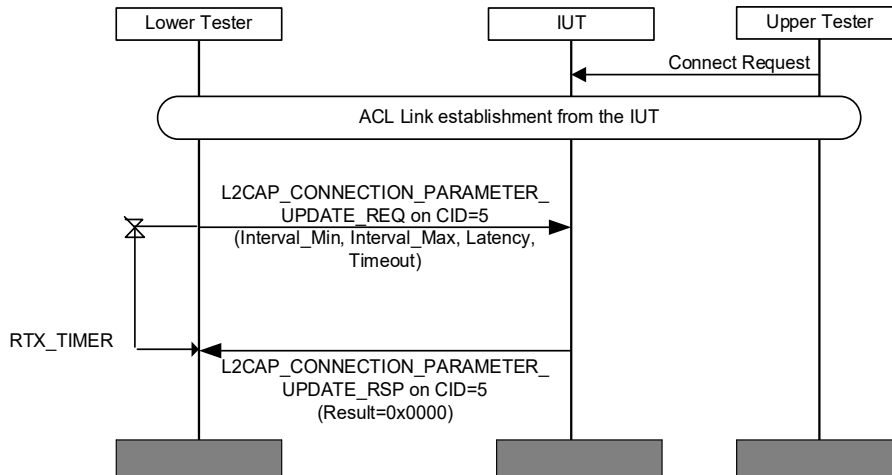 Lower Tester
IUT
Upper Tester
Connect Request
ACL Link establishment from the IUT
L2CAP_CONNECTION_PARAMETER_
UPDATE_REQ on CID=5
(Interval_Min, Interval_Max, Latency,
Timeout)
RTX_TIMER
L2CAP_CONNECTION_PARAMETER_
UPDATE_RSP on CID=5
(Result=0x0000)